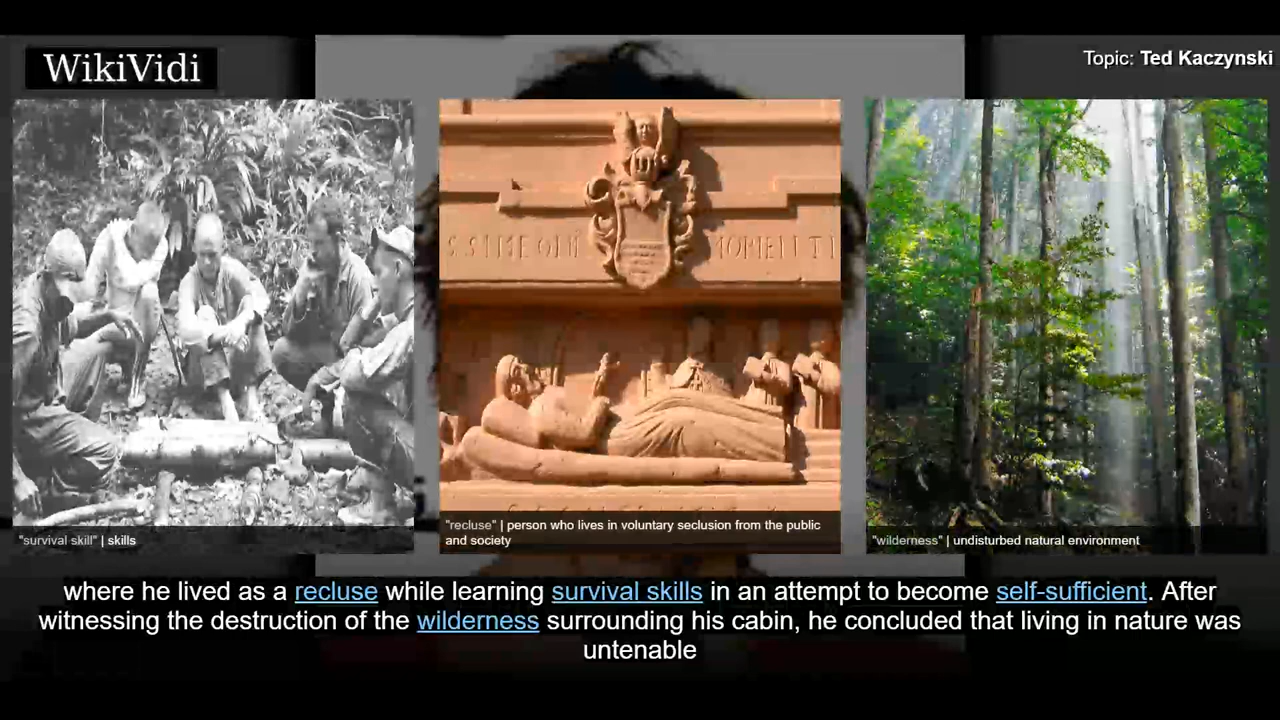 WikiVidi
Topic: Ted Kaczynski
"survival skill" | skills
"recluse" | person who lives in voluntary seclusion from the public
and society
"wilderness" | undisturbed natural environment
where he lived as a recluse while learning survival skills in an attempt to become self-sufficient. After
witnessing the destruction of the wilderness surrounding his cabin, he concluded that living in nature was
untenable